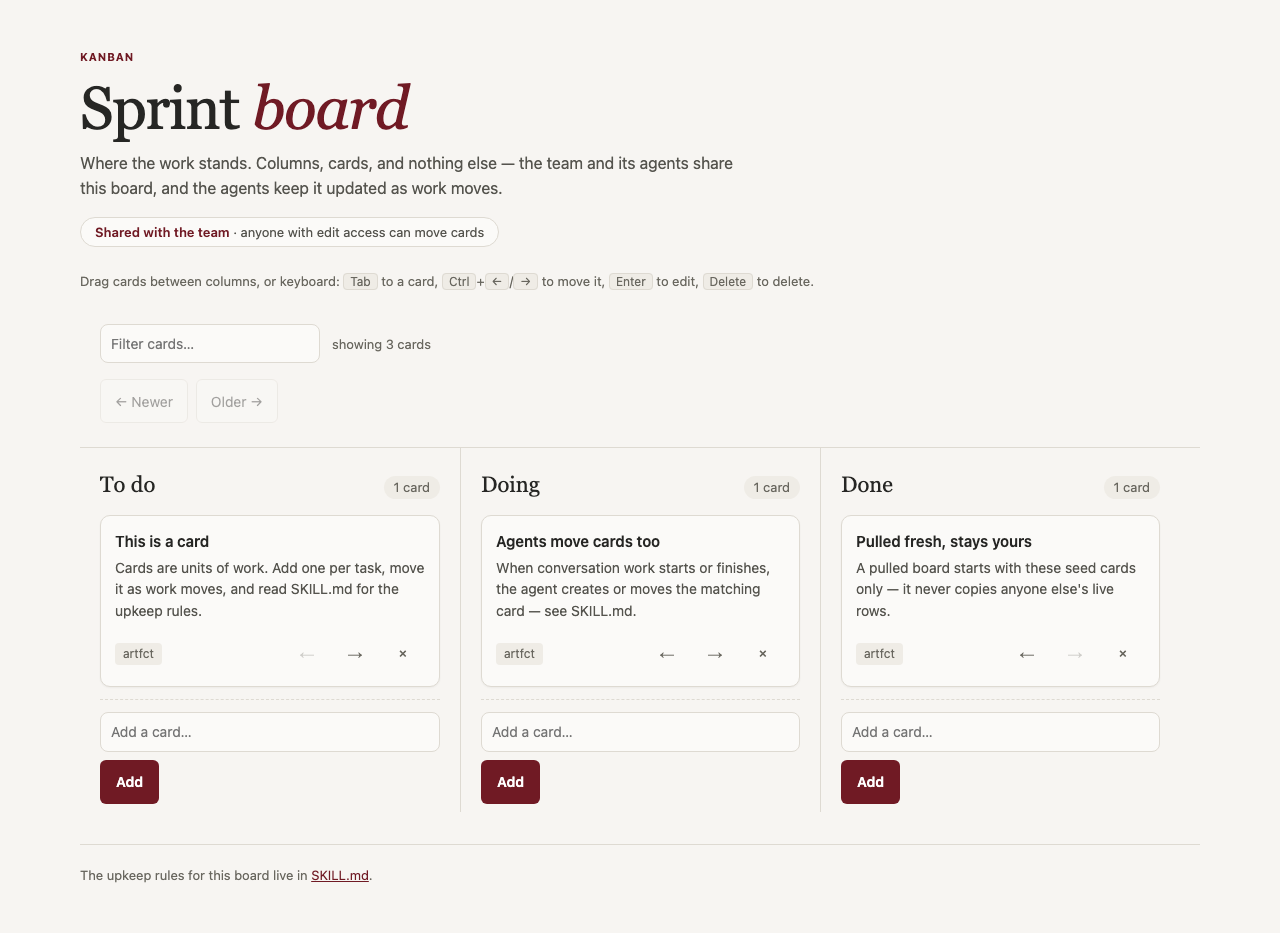 KANBAN
Sprint board
Where the work stands. Columns, cards, and nothing else — the team and its agents share
this board, and the agents keep it updated as work moves.
Shared with the team · anyone with edit access can move cards
Drag cards between columns, or keyboard: Tab to a card, Ctrl+←/→ to move it, Enter to edit, Delete to delete.
Filter cards…
showing 3 cards
← Newer
Older →
To do
1 card
This is a card
Cards are units of work. Add one per task, move
it as work moves, and read SKILL.md for the
upkeep rules.
artfct
← → ×
Add a card…
Add
Doing
1 card
Agents move cards too
When conversation work starts or finishes,
the agent creates or moves the matching
card — see SKILL.md.
artfct
← → ×
Add a card…
Add
Done
1 card
Pulled fresh, stays yours
A pulled board starts with these seed cards
only — it never copies anyone else's live
rows.
artfct
← → ×
Add a card…
Add
The upkeep rules for this board live in SKILL.md.